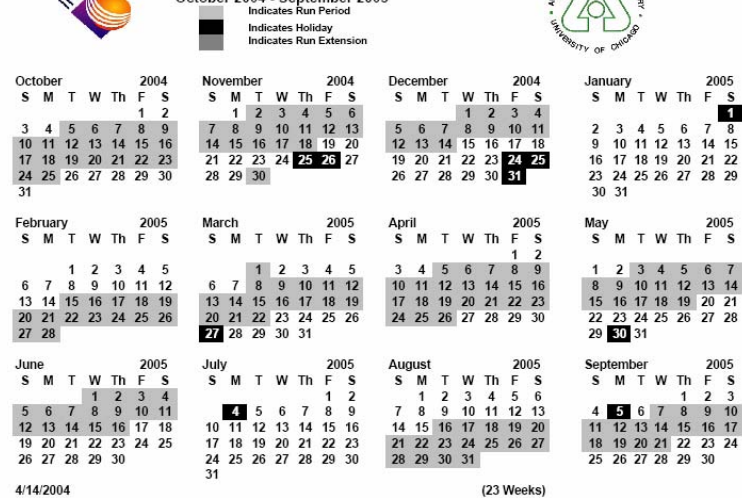 October 2004 - September 2005
Indicates Run Period
Indicates Holiday
Indicates Run Extension
UNIVERSITY OF CHICAGO
October 2004
S M T W Th F S
1 2
3 4 5 6 7 8 9
10 11 12 13 14 15 16
17 18 19 20 21 22 23
24 25 26 27 28 29 30
31
November 2004
S M T W Th F S
1 2 3 4 5 6
7 8 9 10 11 12 13
14 15 16 17 18 19 20
21 22 23 24 25 26 27
28 29 30
December 2004
S M T W Th F S
1 2 3 4
5 6 7 8 9 10 11
12 13 14 15 16 17 18
19 20 21 22 23 24 25
26 27 28 29 30 31
January 2005
S M T W Th F S
1
2 3 4 5 6 7 8
9 10 11 12 13 14 15
16 17 18 19 20 21 22
23 24 25 26 27 28 29
30 31
February 2005
S M T W Th F S
1 2 3 4 5
6 7 8 9 10 11 12
13 14 15 16 17 18 19
20 21 22 23 24 25 26
27 28
March 2005
S M T W Th F S
1 2 3 4 5
6 7 8 9 10 11 12
13 14 15 16 17 18 19
20 21 22 23 24 25 26
27 28 29 30 31
April 2005
S M T W Th F S
1 2
3 4 5 6 7 8 9
10 11 12 13 14 15 16
17 18 19 20 21 22 23
24 25 26 27 28 29 30
May 2005
S M T W Th F S
1 2 3 4 5 6 7
8 9 10 11 12 13 14
15 16 17 18 19 20 21
22 23 24 25 26 27 28
29 30 31
June 2005
S M T W Th F S
1 2 3 4
5 6 7 8 9 10 11
12 13 14 15 16 17 18
19 20 21 22 23 24 25
26 27 28 29 30
July 2005
S M T W Th F S
1 2
4 5 6 7 8 9
10 11 12 13 14 15 16
17 18 19 20 21 22 23
24 25 26 27 28 29 30
31
August 2005
S M T W Th F S
1 2 3 4 5 6
7 8 9 10 11 12 13
14 15 16 17 18 19 20
21 22 23 24 25 26 27
28 29 30 31
September 2005
S M T W Th F S
1 2 3
4 5 6 7 8 9 10
11 12 13 14 15 16 17
18 19 20 21 22 23 24
25 26 27 28 29 30
4/14/2004 (23 Weeks)